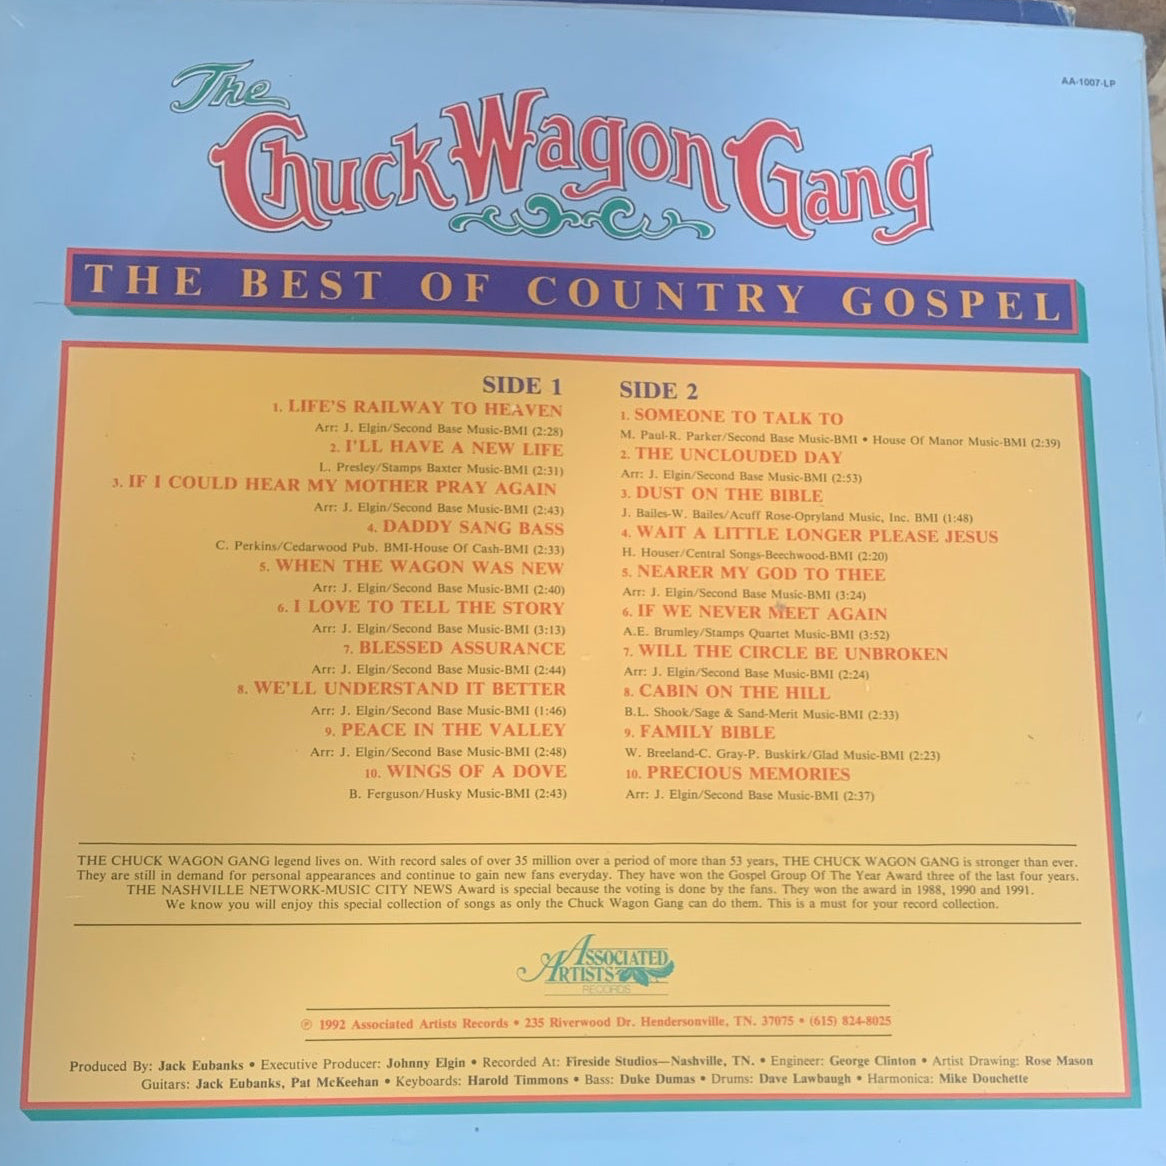 AA-1007-LP
The
Chuck Wagon Gang
THE BEST OF COUNTRY GOSPEL
SIDE 1
1. LIFE'S RAILWAY TO HEAVEN
Arr: J. Elgin/Second Base Music-BMI (2:28)
2. I'LL HAVE A NEW LIFE
L. Presley/Stamps Baxter Music-BMI (2:31)
3. IF I COULD HEAR MY MOTHER PRAY AGAIN
Arr: J. Elgin/Second Base Music-BMI (2:43)
4. DADDY SANG BASS
C. Perkins/Cedarwood Pub. BMI-House Of Cash-BMI (2:33)
5. WHEN THE WAGON WAS NEW
Arr: J. Elgin/Second Base Music-BMI (2:40)
6. I LOVE TO TELL THE STORY
Arr: J. Elgin/Second Base Music-BMI (3:13)
7. BLESSED ASSURANCE
Arr: J. Elgin/Second Base Music-BMI (2:44)
8. WE'LL UNDERSTAND IT BETTER
Arr: J. Elgin/Second Base Music-BMI (1:46)
9. PEACE IN THE VALLEY
Arr: J. Elgin/Second Base Music-BMI (2:48)
10. WINGS OF A DOVE
B. Ferguson/Husky Music-BMI (2:43)
SIDE 2
1. SOMEONE TO TALK TO
M. Paul-R. Parker/Second Base Music-BMI • House Of Manor Music-BMI (2:39)
2. THE UNCLOUDED DAY
Arr: J. Elgin/Second Base Music-BMI (2:53)
3. DUST ON THE BIBLE
J. Bailes-W. Bailes/Acuff Rose-Opryland Music, Inc. BMI (1:48)
4. WAIT A LITTLE LONGER PLEASE JESUS
H. Houser/Central Songs-Beechwood-BMI (2:20)
5. NEARER MY GOD TO THEE
Arr: J. Elgin/Second Base Music-BMI (3:24)
6. IF WE NEVER MEET AGAIN
A.E. Brumley/Stamps Quartet Music-BMI (3:52)
7. WILL THE CIRCLE BE UNBROKEN
Arr: J. Elgin/Second Base Music-BMI (2:24)
8. CABIN ON THE HILL
B.L. Shook/Sage & Sand-Merit Music-BMI (2:33)
9. FAMILY BIBLE
W. Breeland-C. Gray-P. Buskirk/Glad Music-BMI (2:23)
10. PRECIOUS MEMORIES
Arr: J. Elgin/Second Base Music-BMI (2:37)
THE CHUCK WAGON GANG legend lives on. With record sales of over 35 million over a period of more than 53 years, THE CHUCK WAGON GANG is stronger than ever.
They are still in demand for personal appearances and continue to gain new fans everyday. They have won the Gospel Group Of The Year Award three of the last four years.
THE NASHVILLE NETWORK-MUSIC CITY NEWS Award is special because the voting is done by the fans. They won the award in 1988, 1990 and 1991.
We know you will enjoy this special collection of songs as only the Chuck Wagon Gang can do them. This is a must for your record collection.
ASSOCIATED
ARTISTS
RECORDS
℗ 1992 Associated Artists Records • 235 Riverwood Dr. Hendersonville, TN. 37075 • (615) 824-8025
Produced By: Jack Eubanks • Executive Producer: Johnny Elgin • Recorded At: Fireside Studios—Nashville, TN. • Engineer: George Clinton • Artist Drawing: Rose Mason
Guitars: Jack Eubanks, Pat McKeehan • Keyboards: Harold Timmons • Bass: Duke Dumas • Drums: Dave Lawbaugh • Harmonica: Mike Douchette